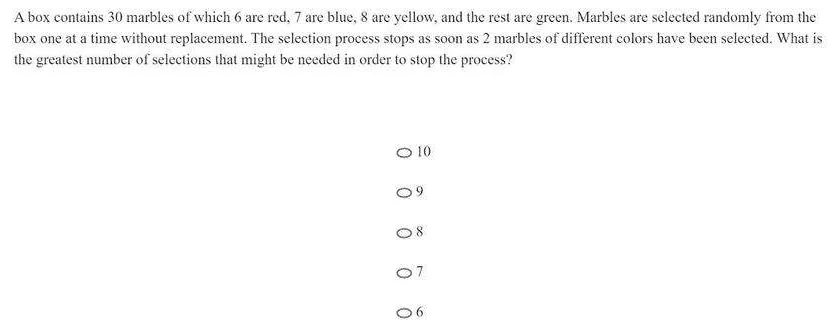 A box contains 30 marbles of which 6 are red, 7 are blue, 8 are yellow, and the rest are green. Marbles are selected randomly from the
box one at a time without replacement. The selection process stops as soon as 2 marbles of different colors have been selected. What is
the greatest number of selections that might be needed in order to stop the process?
10
9
8
7
6